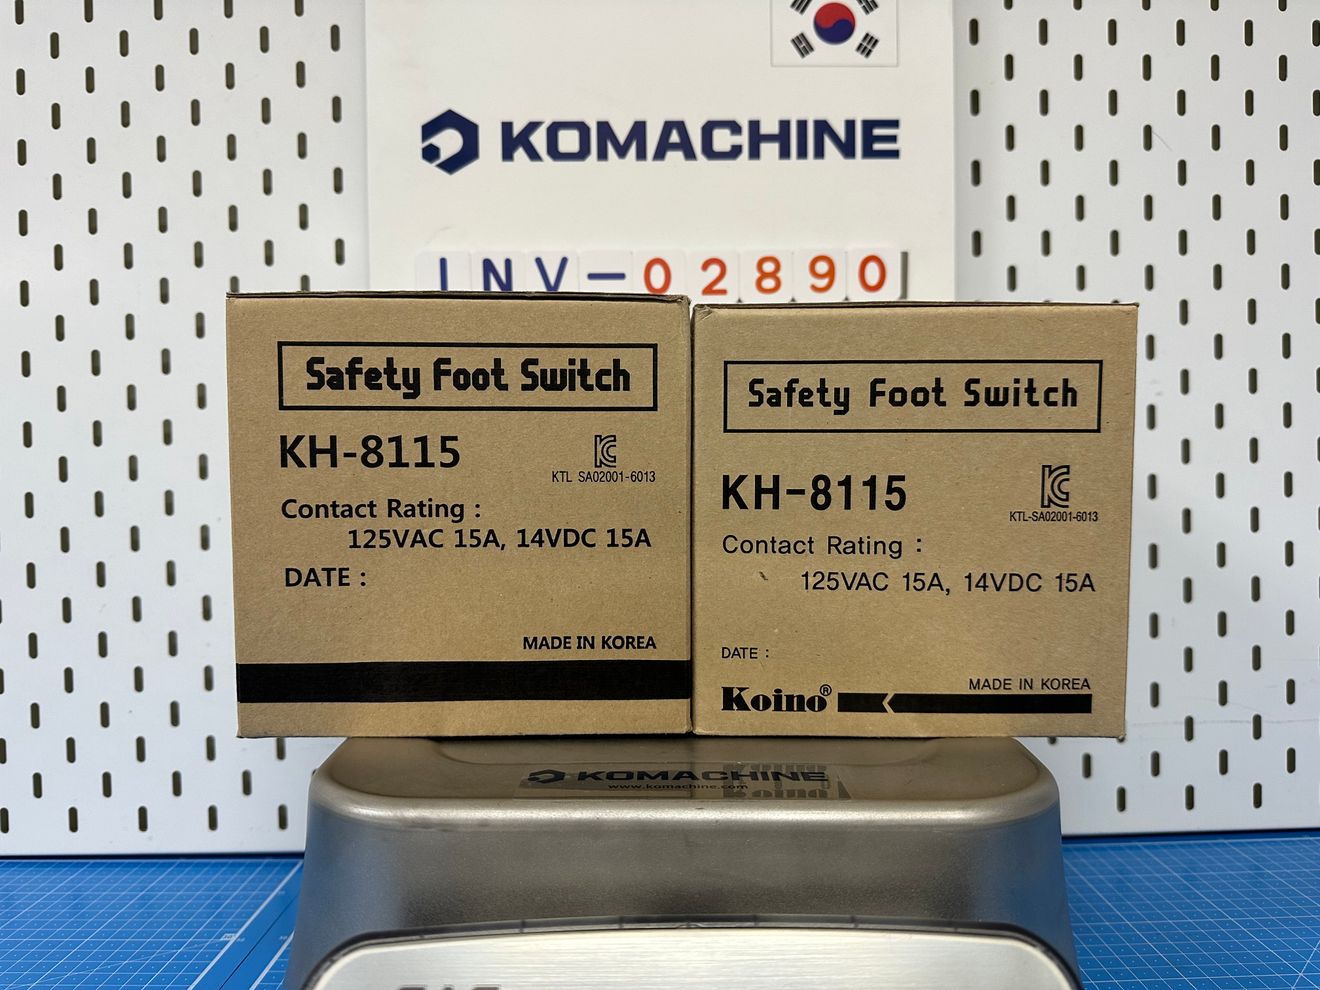 KOMACHINE
INV-02890
Safety Foot Switch
KH-8115
KTL SA02001-6013
Contact Rating :
125VAC 15A, 14VDC 15A
DATE :
MADE IN KOREA
Safety Foot Switch
KH-8115
KTL-SA02001-6013
Contact Rating :
125VAC 15A, 14VDC 15A
DATE :
MADE IN KOREA
Koino®
KOMACHINE
www.komachine.com